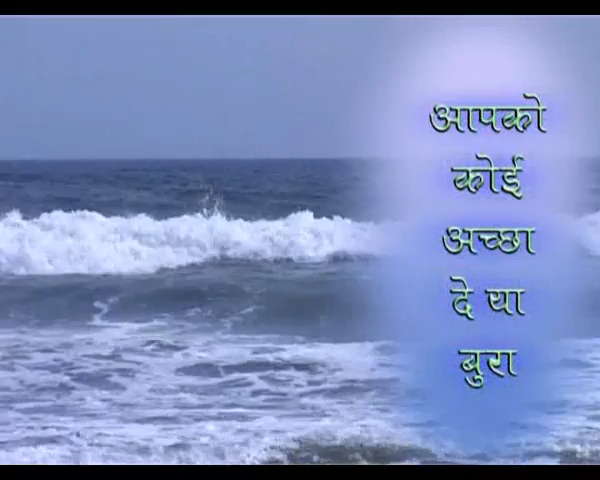 आपको
कोई
अच्छा
दे या
बुरा